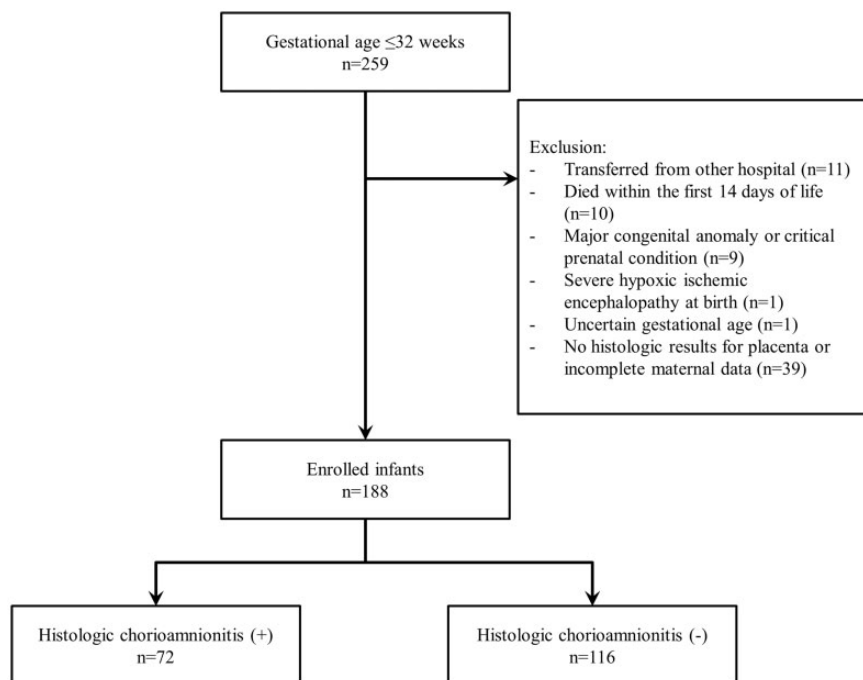 Gestational age ≤32 weeks
n=259
Exclusion:
- Transferred from other hospital (n=11)
- Died within the first 14 days of life
(n=10)
- Major congenital anomaly or critical
prenatal condition (n=9)
- Severe hypoxic ischemic
encephalopathy at birth (n=1)
- Uncertain gestational age (n=1)
- No histologic results for placenta or
incomplete maternal data (n=39)
Enrolled infants
n=188
Histologic chorioamnionitis (+)
n=72
Histologic chorioamnionitis (-)
n=116